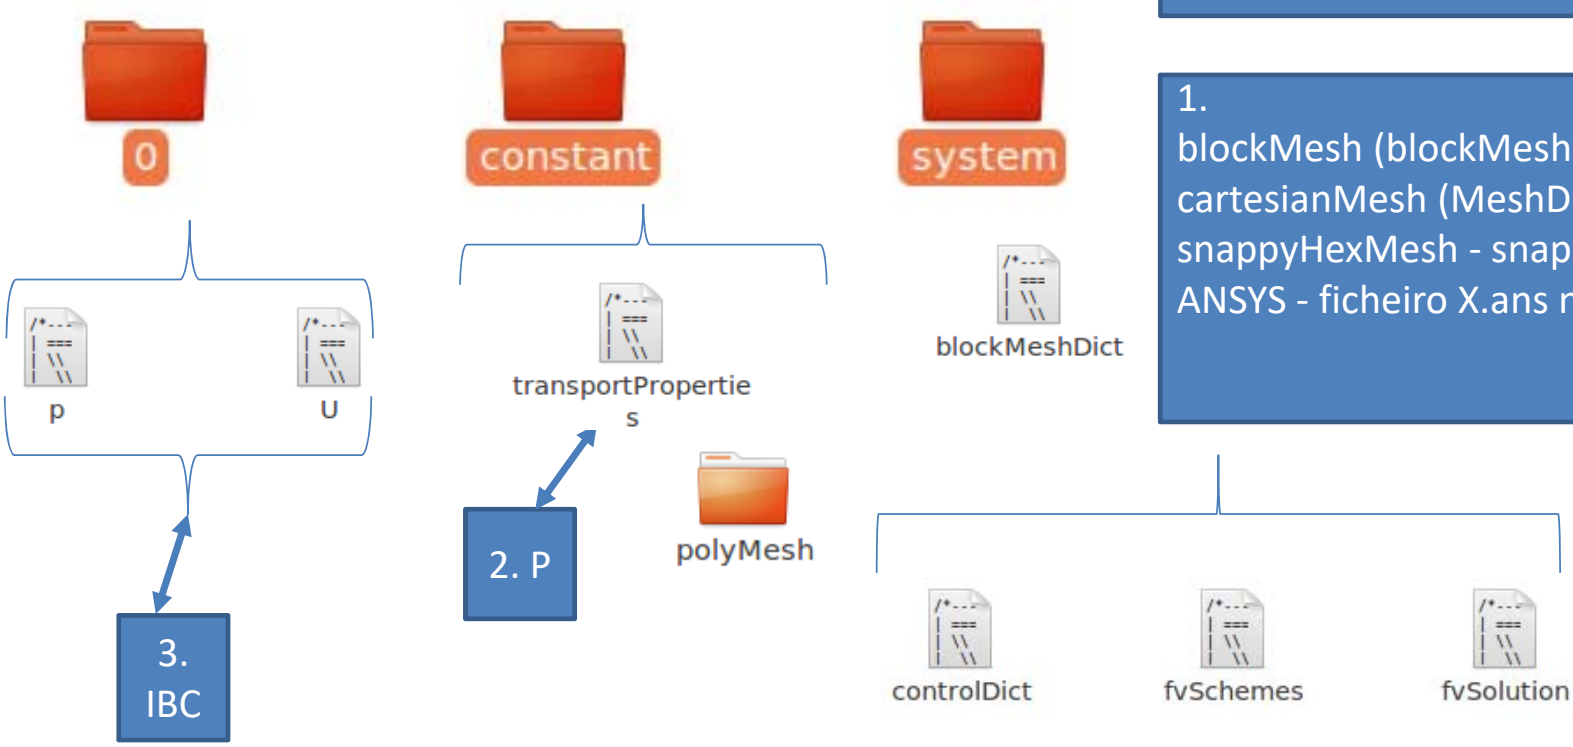 0
constant
system
1.
blockMesh (blockMesh
cartesianMesh (MeshD
snappyHexMesh - snap
ANSYS - ficheiro X.ans
/*---
| ===
| \\
| \\
p
/*---
| ===
| \\
| \\
U
/*---
| ===
| \\
| \\
transportPropertie
s
/*---
| ===
| \\
| \\
blockMeshDict
2. P
polyMesh
3.
IBC
/*---
| ===
| \\
| \\
controlDict
/*---
| ===
| \\
| \\
fvSchemes
/*---
| ===
| \\
| \\
fvSolution